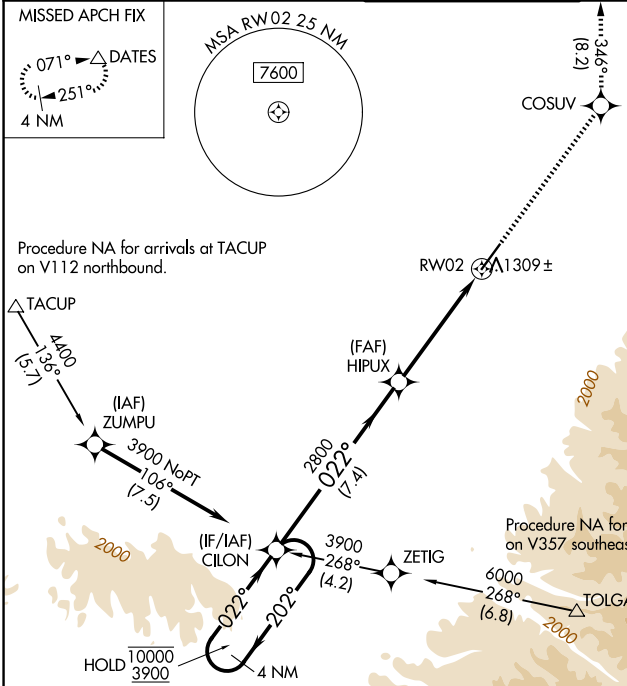 MISSED APCH FIX
071°
DATES
251°
4 NM
MSA RW02 25 NM
7600
346°
(8.2)
COSUV
Procedure NA for arrivals at TACUP
on V112 northbound.
RW02
1309 ±
TACUP
4400
136°
(5.7)
(FAF)
HIPUX
2000
(IAF)
ZUMPU
3900 NoPT
106°
(7.5)
2800
022°
(7.4)
Procedure NA for
on V357 southeas
2000
(IF/IAF)
CILON
3900
268°
(4.2)
ZETIG
6000
268°
(6.8)
TOLGA
2000
022°
202°
HOLD
10000
3900
4 NM